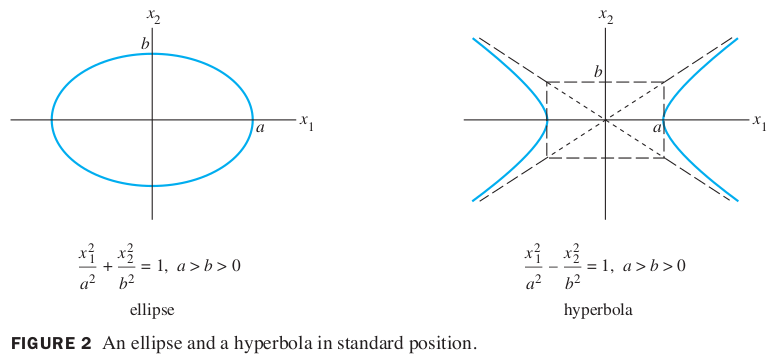 x₂
b
a
x₁
x₁²/a² + x₂²/b² = 1, a > b > 0
ellipse
x₂
b
a
x₁
x₁²/a² – x₂²/b² = 1, a > b > 0
hyperbola
FIGURE 2 An ellipse and a hyperbola in standard position.